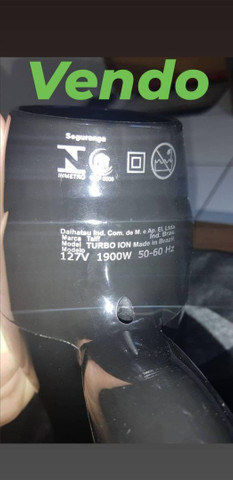 Vendo
Segurança
INMETRO
Daihatsu Ind. Com. de M. e Ap. El. Ltda.
Marca Taiff Ind. Bras.
Model TURBO ION Made in Brazil
Modelo
127V 1900W 50-60 Hz